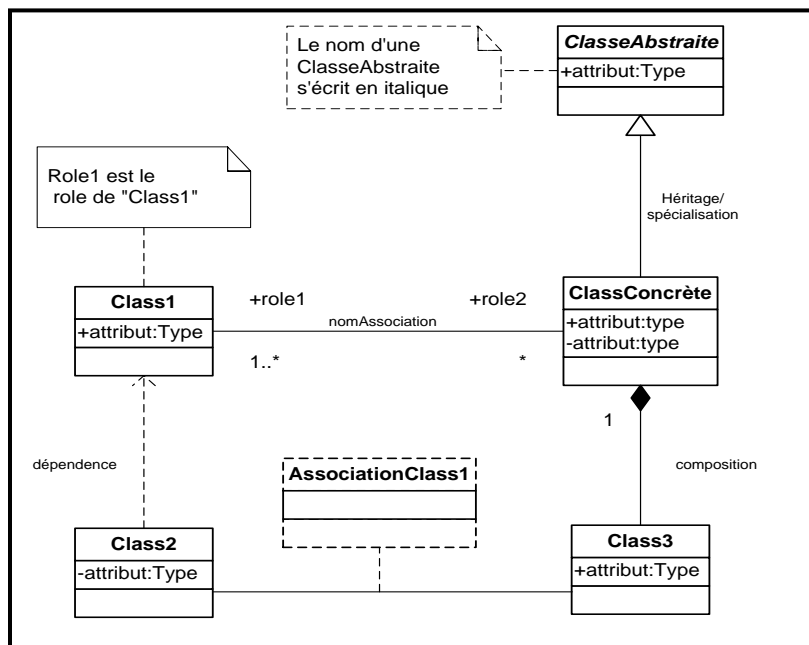 Le nom d'une
ClasseAbstraite
s'écrit en italique
ClasseAbstraite
+attribut:Type
Role1 est le
role de "Class1"
Héritage/
spécialisation
Class1
+attribut:Type
+role1
+role2
nomAssociation
1..*
*
ClassConcrète
+attribut:type
-attribut:type
1
dépendence
composition
AssociationClass1
Class2
-attribut:Type
Class3
+attribut:Type